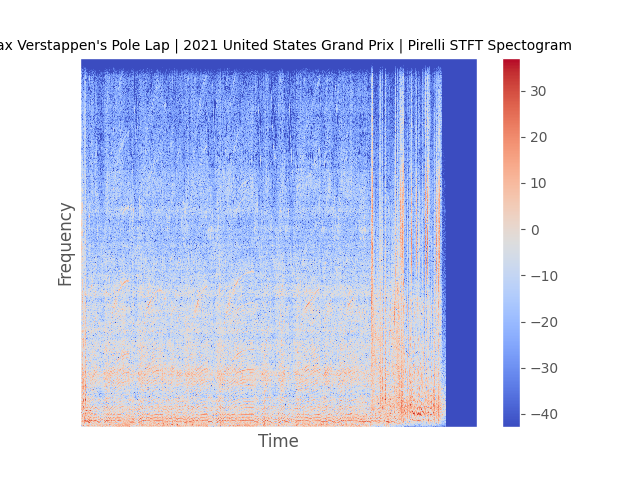 ax Verstappen's Pole Lap | 2021 United States Grand Prix | Pirelli STFT Spectogram
Frequency
Time
30
20
10
0
−10
−20
−30
−40